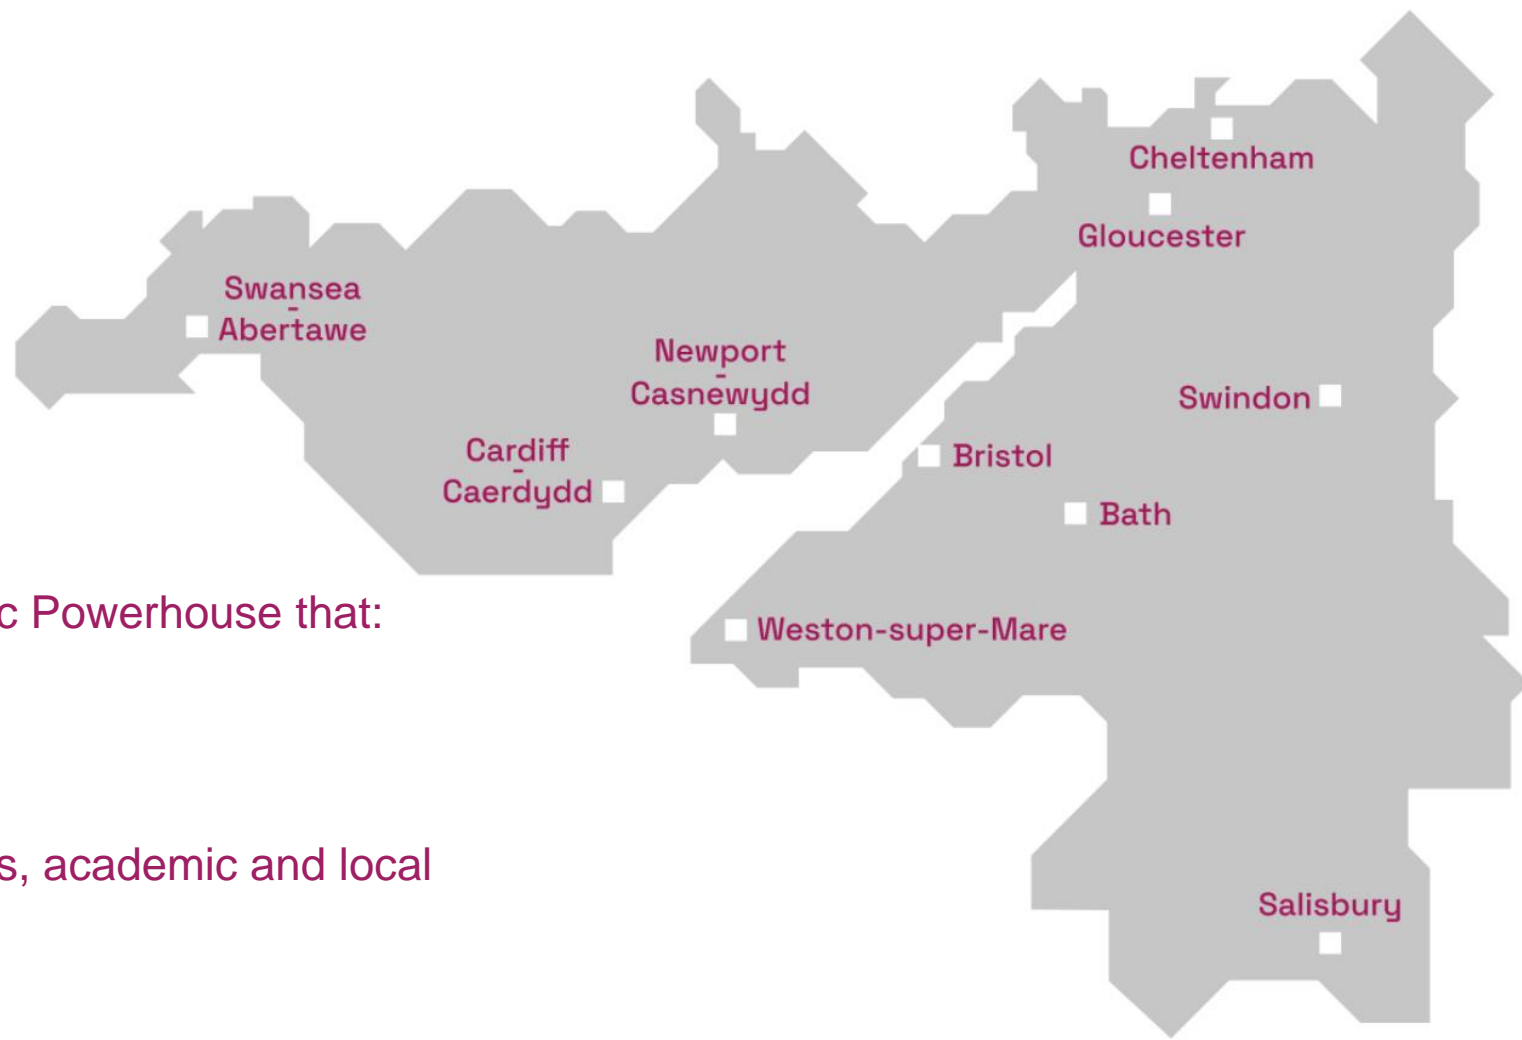 Cheltenham
Gloucester
Swansea
-
Abertawe
Newport
-
Casnewydd
Swindon
Cardiff
-
Caerdydd
Bristol
Bath
c Powerhouse that:
Weston-super-Mare
s, academic and local
Salisbury